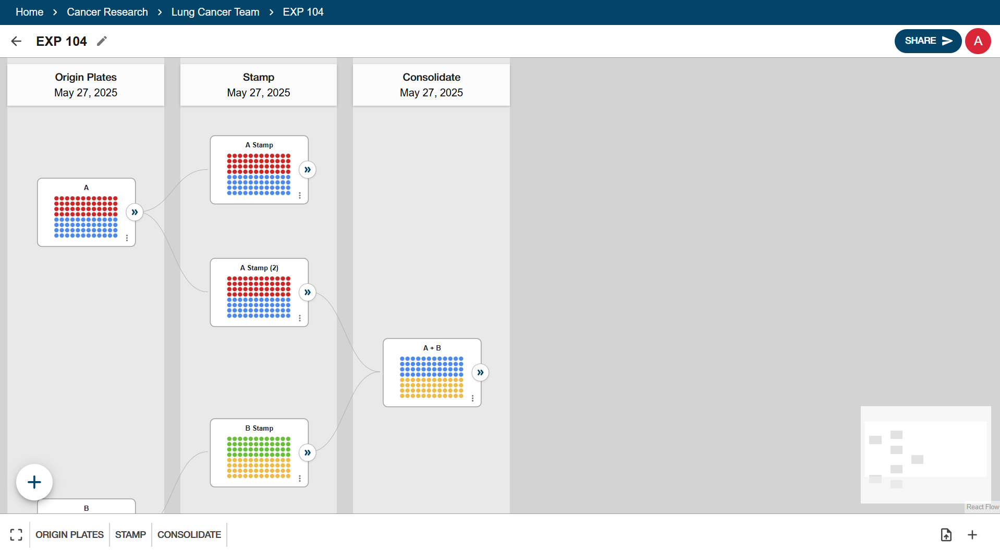 Home > Cancer Research > Lung Cancer Team > EXP 104
EXP 104
SHARE
A
Origin Plates
May 27, 2025
Stamp
May 27, 2025
Consolidate
May 27, 2025
A Stamp
A
A Stamp (2)
A + B
B Stamp
B
React Flow
ORIGIN PLATES
STAMP
CONSOLIDATE